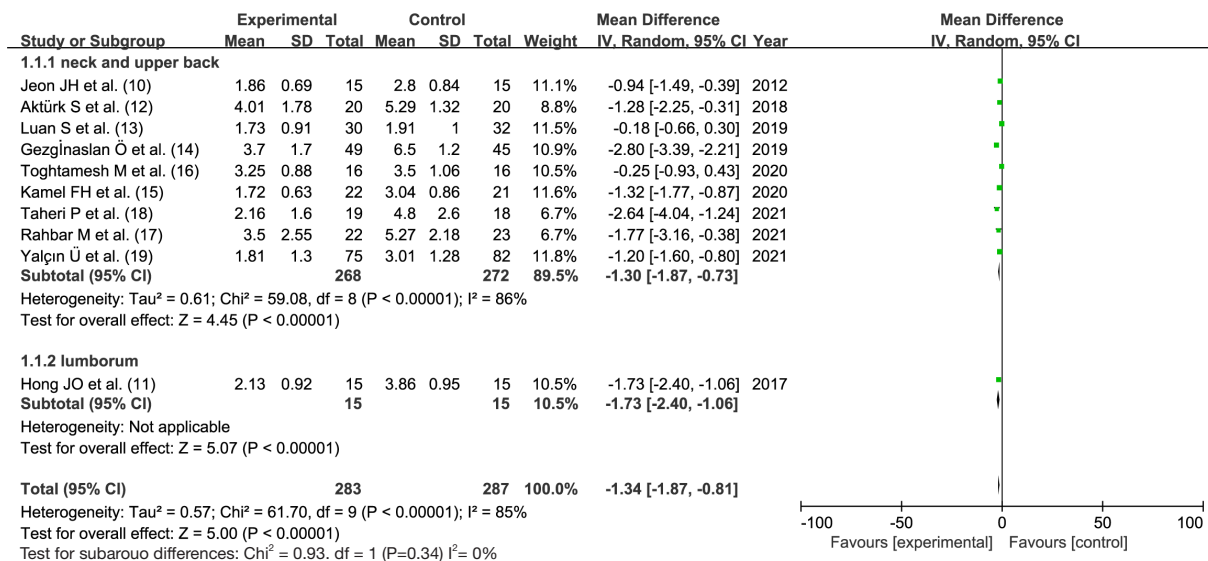 Experimental Control Mean Difference Mean Difference
Study or Subgroup Mean SD Total Mean SD Total Weight IV, Random, 95% CI Year IV, Random, 95% CI
1.1.1 neck and upper back
Jeon JH et al. (10) 1.86 0.69 15 2.8 0.84 15 11.1% -0.94 [-1.49, -0.39] 2012
Aktürk S et al. (12) 4.01 1.78 20 5.29 1.32 20 8.8% -1.28 [-2.25, -0.31] 2018
Luan S et al. (13) 1.73 0.91 30 1.91 1 32 11.5% -0.18 [-0.66, 0.30] 2019
Gezgİnaslan Ö et al. (14) 3.7 1.7 49 6.5 1.2 45 10.9% -2.80 [-3.39, -2.21] 2019
Toghtamesh M et al. (16) 3.25 0.88 16 3.5 1.06 16 10.5% -0.25 [-0.93, 0.43] 2020
Kamel FH et al. (15) 1.72 0.63 22 3.04 0.86 21 11.6% -1.32 [-1.77, -0.87] 2020
Taheri P et al. (18) 2.16 1.6 19 4.8 2.6 18 6.7% -2.64 [-4.04, -1.24] 2021
Rahbar M et al. (17) 3.5 2.55 22 5.27 2.18 23 6.7% -1.77 [-3.16, -0.38] 2021
Yalçın Ü et al. (19) 1.81 1.3 75 3.01 1.28 82 11.8% -1.20 [-1.60, -0.80] 2021
Subtotal (95% CI) 268 272 89.5% -1.30 [-1.87, -0.73]
Heterogeneity: Tau² = 0.61; Chi² = 59.08, df = 8 (P < 0.00001); I² = 86%
Test for overall effect: Z = 4.45 (P < 0.00001)
1.1.2 lumborum
Hong JO et al. (11) 2.13 0.92 15 3.86 0.95 15 10.5% -1.73 [-2.40, -1.06] 2017
Subtotal (95% CI) 15 15 10.5% -1.73 [-2.40, -1.06]
Heterogeneity: Not applicable
Test for overall effect: Z = 5.07 (P < 0.00001)
Total (95% CI) 283 287 100.0% -1.34 [-1.87, -0.81]
Heterogeneity: Tau² = 0.57; Chi² = 61.70, df = 9 (P < 0.00001); I² = 85%
Test for overall effect: Z = 5.00 (P < 0.00001)
Test for subarouo differences: Chi² = 0.93. df = 1 (P=0.34) I²= 0%
-100 -50 0 50 100
Favours [experimental] Favours [control]